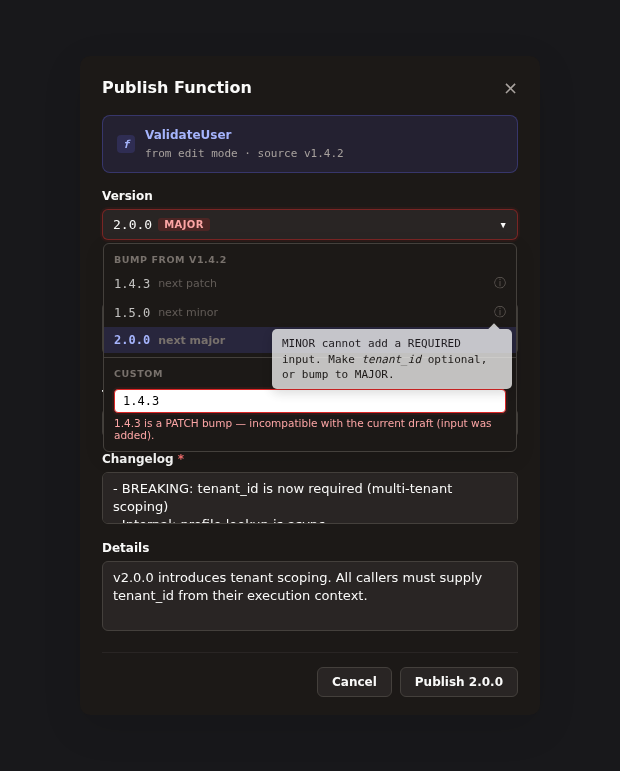 Publish Function
×
f
ValidateUser
from edit mode · source v1.4.2
Version
2.0.0 MAJOR ▾
BUMP FROM V1.4.2
1.4.3 next patch ⓘ
1.5.0 next minor ⓘ
2.0.0 next major
MINOR cannot add a REQUIRED
input. Make tenant_id optional,
or bump to MAJOR.
CUSTOM
1.4.3
1.4.3 is a PATCH bump — incompatible with the current draft (input was
added).
Changelog *
- BREAKING: tenant_id is now required (multi-tenant
scoping)
- Internal: profile lookup is async
Details
v2.0.0 introduces tenant scoping. All callers must supply
tenant_id from their execution context.
Cancel
Publish 2.0.0